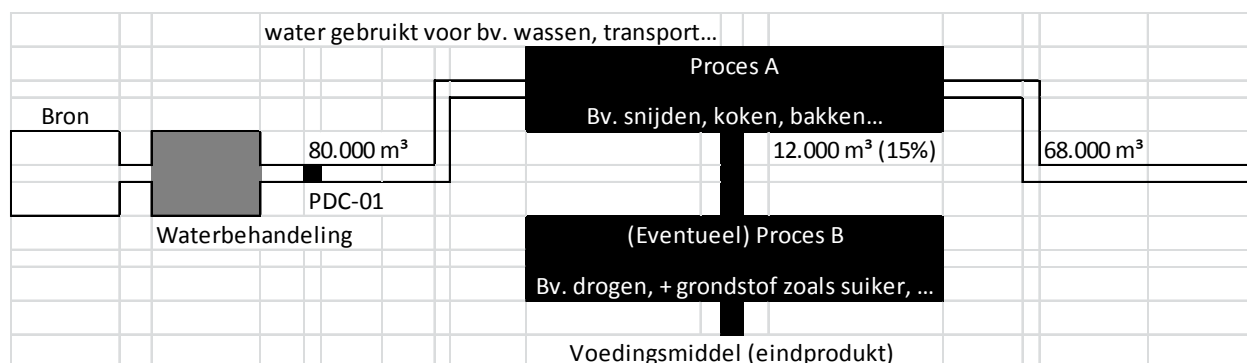 water gebruikt voor bv. wassen, transport...
Proces A
Bron
Bv. snijden, koken, bakken...
80.000 m³
12.000 m³ (15%)
68.000 m³
PDC-01
Waterbehandeling
(Eventueel) Proces B
Bv. drogen, + grondstof zoals suiker, ...
Voedingsmiddel (eindprodukt)